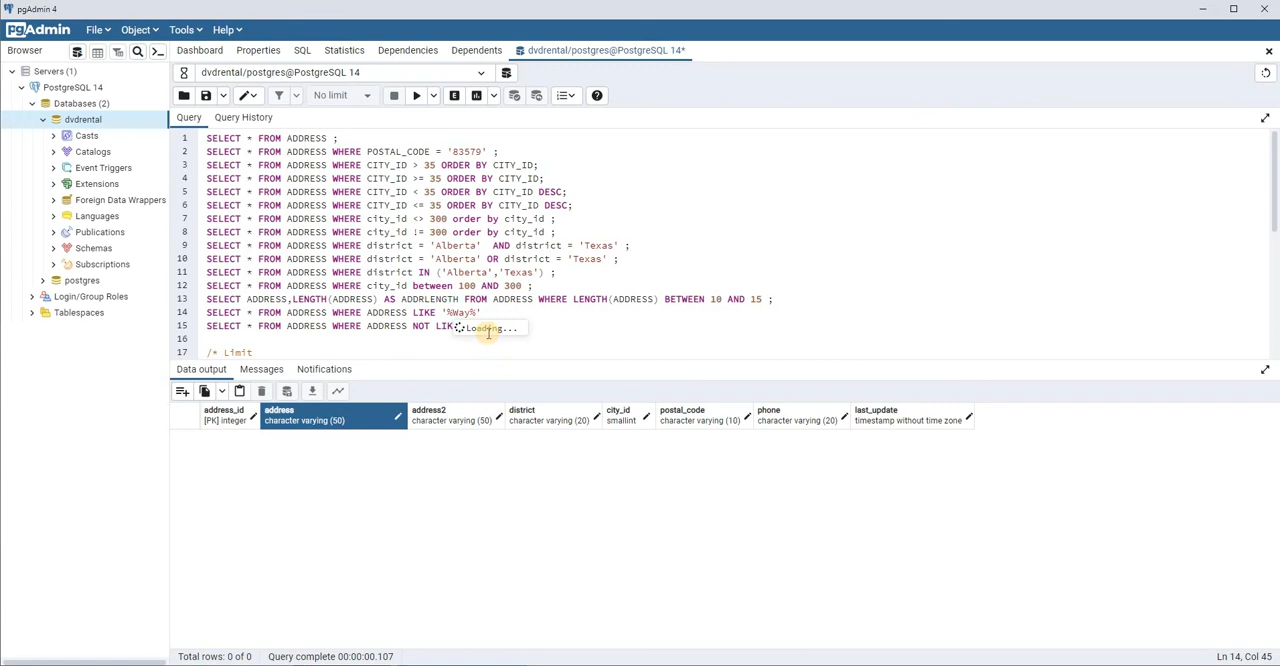 pgAdmin 4
pgAdmin File Object Tools Help
Browser
Dashboard Properties SQL Statistics Dependencies Dependents dvdrental/postgres@PostgreSQL 14*
Servers (1)
PostgreSQL 14
Databases (2)
dvdrental
Casts
Catalogs
Event Triggers
Extensions
Foreign Data Wrappers
Languages
Publications
Schemas
Subscriptions
postgres
Login/Group Roles
Tablespaces
dvdrental/postgres@PostgreSQL 14
No limit
E
Query Query History
1 SELECT * FROM ADDRESS ;
2 SELECT * FROM ADDRESS WHERE POSTAL_CODE = '83579' ;
3 SELECT * FROM ADDRESS WHERE CITY_ID > 35 ORDER BY CITY_ID;
4 SELECT * FROM ADDRESS WHERE CITY_ID >= 35 ORDER BY CITY_ID;
5 SELECT * FROM ADDRESS WHERE CITY_ID < 35 ORDER BY CITY_ID DESC;
6 SELECT * FROM ADDRESS WHERE CITY_ID <= 35 ORDER BY CITY_ID DESC;
7 SELECT * FROM ADDRESS WHERE city_id <> 300 order by city_id ;
8 SELECT * FROM ADDRESS WHERE city_id != 300 order by city_id ;
9 SELECT * FROM ADDRESS WHERE district = 'Alberta'  AND district = 'Texas' ;
10 SELECT * FROM ADDRESS WHERE district = 'Alberta' OR district = 'Texas' ;
11 SELECT * FROM ADDRESS WHERE district IN ('Alberta','Texas') ;
12 SELECT * FROM ADDRESS WHERE city_id between 100 AND 300 ;
13 SELECT ADDRESS,LENGTH(ADDRESS) AS ADDRLENGTH FROM ADDRESS WHERE LENGTH(ADDRESS) BETWEEN 10 AND 15 ;
14 SELECT * FROM ADDRESS WHERE ADDRESS LIKE '%Way%'
15 SELECT * FROM ADDRESS WHERE ADDRESS NOT LIK
Loading...
16
17 /* Limit
Data output Messages Notifications
address_id address address2 district city_id postal_code phone last_update
[PK] integer character varying (50) character varying (50) character varying (20) smallint character varying (10) character varying (20) timestamp without time zone
Total rows: 0 of 0 Query complete 00:00:00.107 Ln 14, Col 45